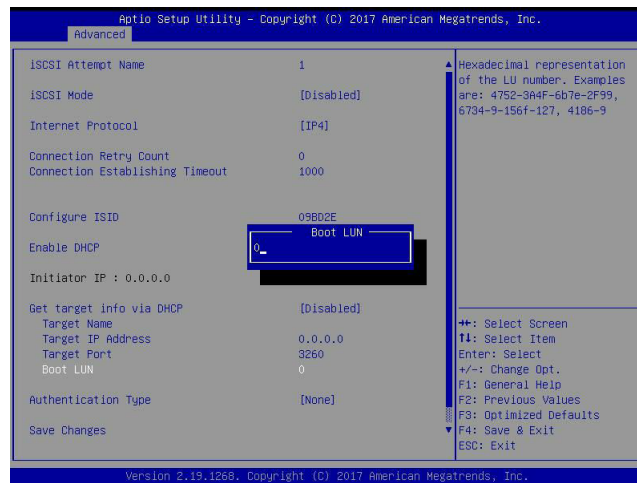 Aptio Setup Utility – Copyright (C) 2017 American Megatrends, Inc.
Advanced
iSCSI Attempt Name 1
iSCSI Mode [Disabled]
Internet Protocol [IP4]
Connection Retry Count 0
Connection Establishing Timeout 1000
Configure ISID 09BD2E
Enable DHCP
Initiator IP : 0.0.0.0
Get target info via DHCP [Disabled]
Target Name
Target IP Address 0.0.0.0
Target Port 3260
Boot LUN 0
Authentication Type [None]
Save Changes
Boot LUN
0_
Hexadecimal representation
of the LU number. Examples
are: 4752-3A4F-6b7e-2F99,
6734-9-156f-127, 4186-9
→←: Select Screen
↑↓: Select Item
Enter: Select
+/-: Change Opt.
F1: General Help
F2: Previous Values
F3: Optimized Defaults
F4: Save & Exit
ESC: Exit
Version 2.19.1268. Copyright (C) 2017 American Megatrends, Inc.